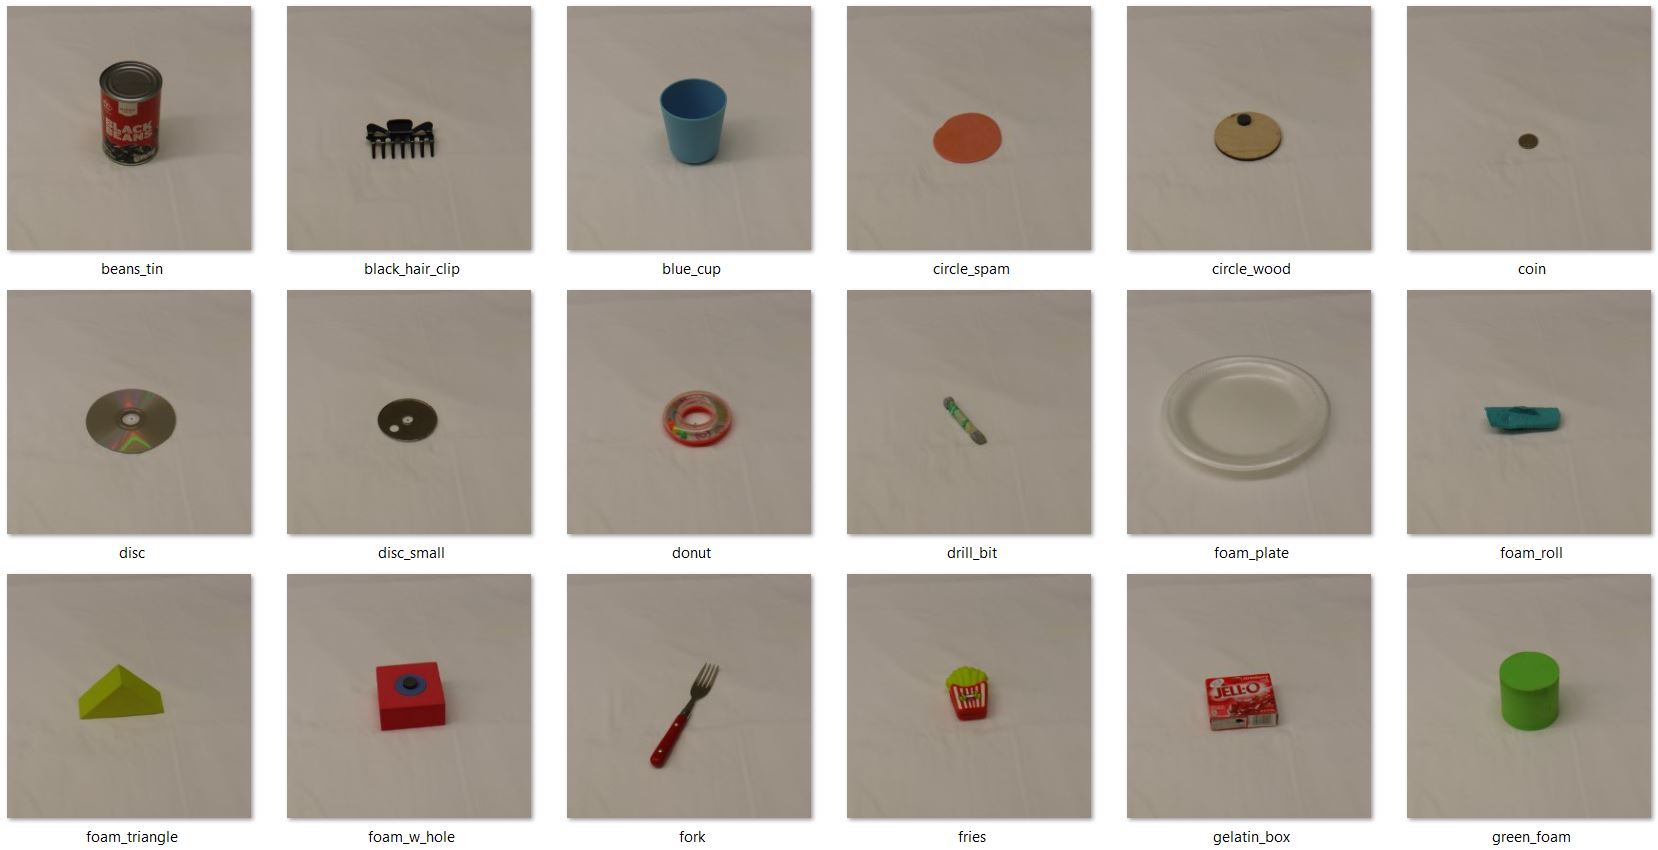 BLACK
BEANS
beans_tin
black_hair_clip
blue_cup
circle_spam
circle_wood
coin
disc
disc_small
donut
drill_bit
foam_plate
foam_roll
JELL-O
foam_triangle
foam_w_hole
fork
fries
gelatin_box
green_foam